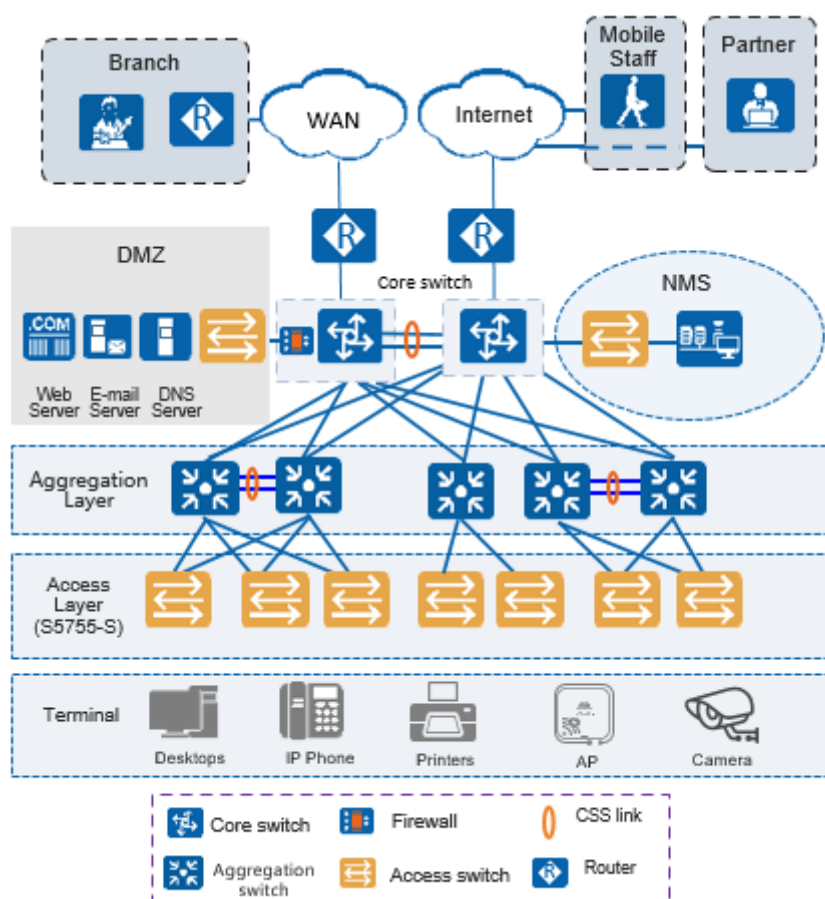 Branch
WAN
Internet
Mobile
Staff
Partner
R
R
R
DMZ
Core switch
NMS
.COM
Web
Server
E-mail
Server
DNS
Server
Aggregation
Layer
Access
Layer
(S5755-S)
Terminal
Desktops
IP Phone
Printers
AP
Camera
Core switch
Firewall
CSS link
Aggregation
switch
Access switch
R
Router